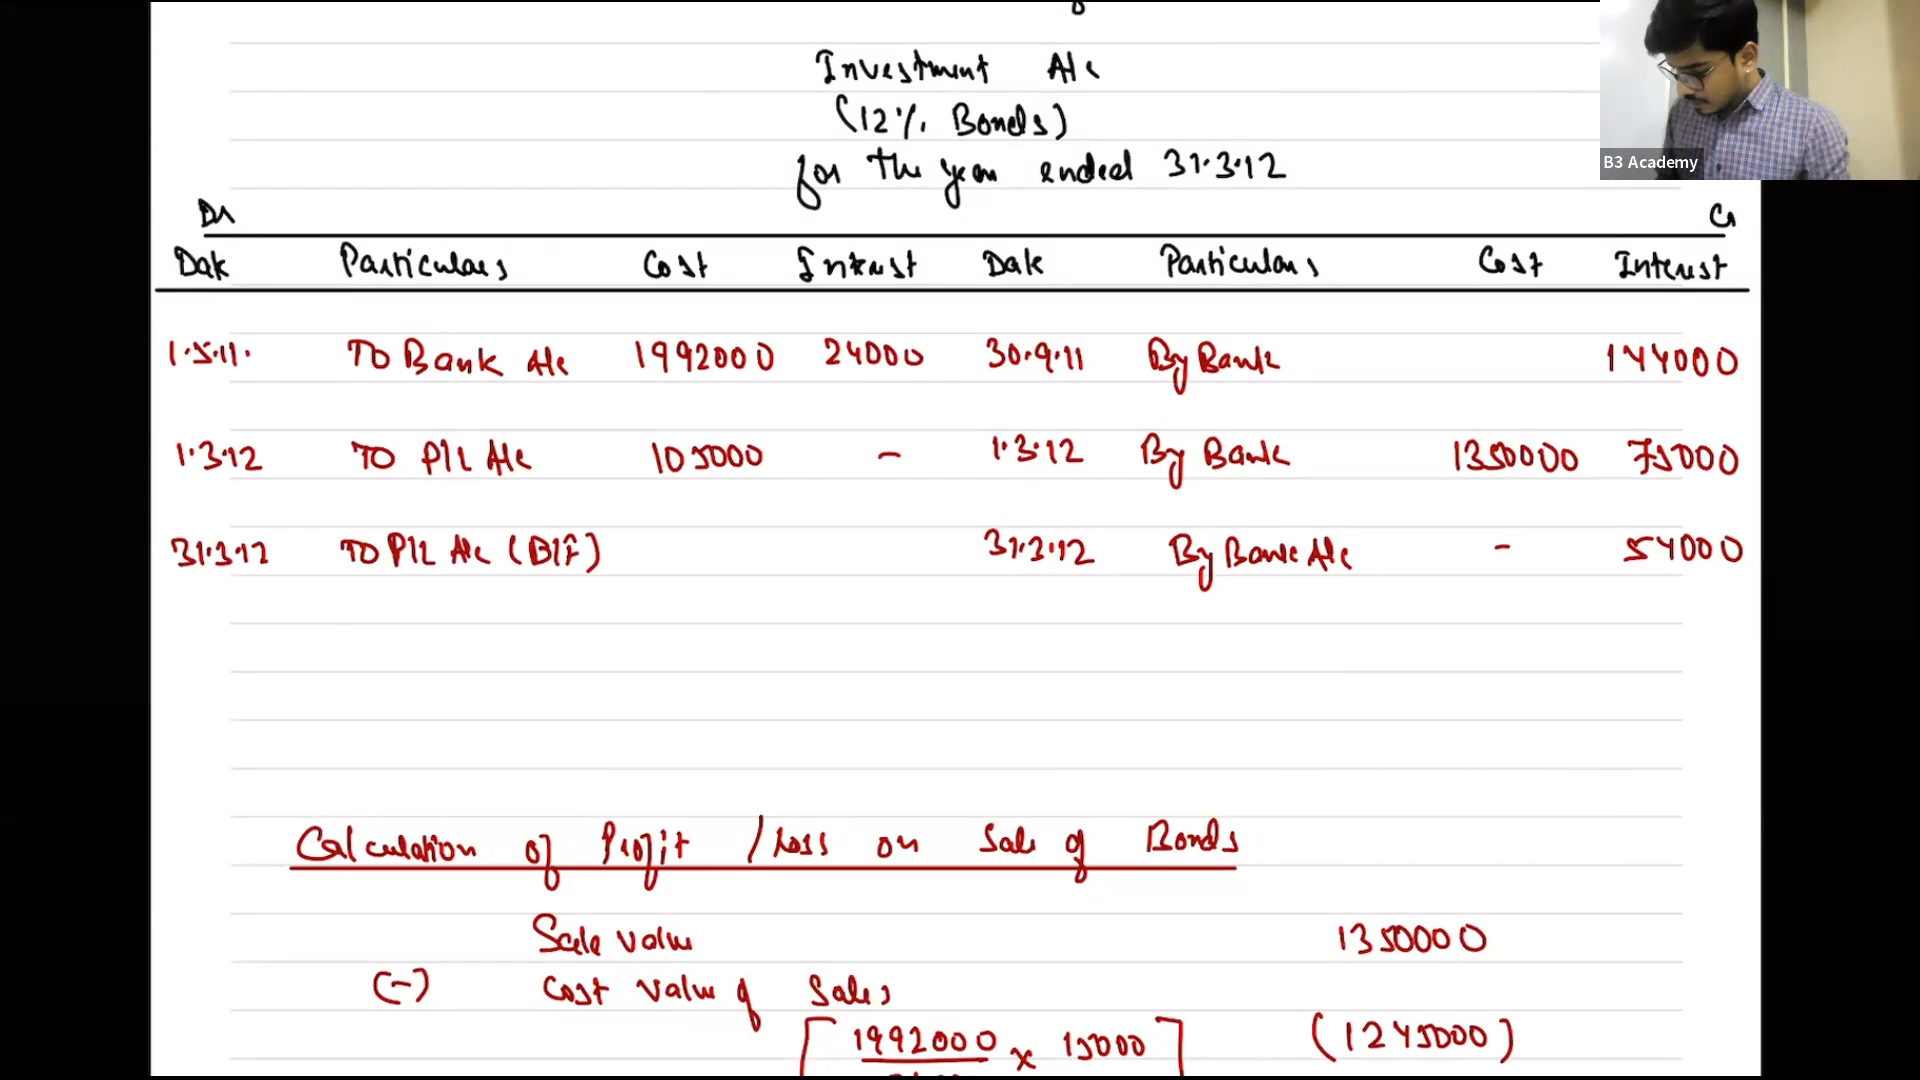 Investment A/c
(12% Bonds)
for the year ended 31.3.12
Dr Cr
Date Particulars Cost Interest Date Particulars Cost Interest
1.5.11. To Bank A/c 1992000 24000 30.9.11 By Bank 144000
1.3.12 To P/L A/c 105000 - 1.3.12 By Bank 1350000 75000
31.3.12 To P/L A/c (B/F) 31.3.12 By Bank A/c - 54000
Calculation of Profit / Loss on Sale of Bonds
Sale value 1350000
(-) Cost value of Sales
[1992000 x 15000] (1245000)
B3 Academy